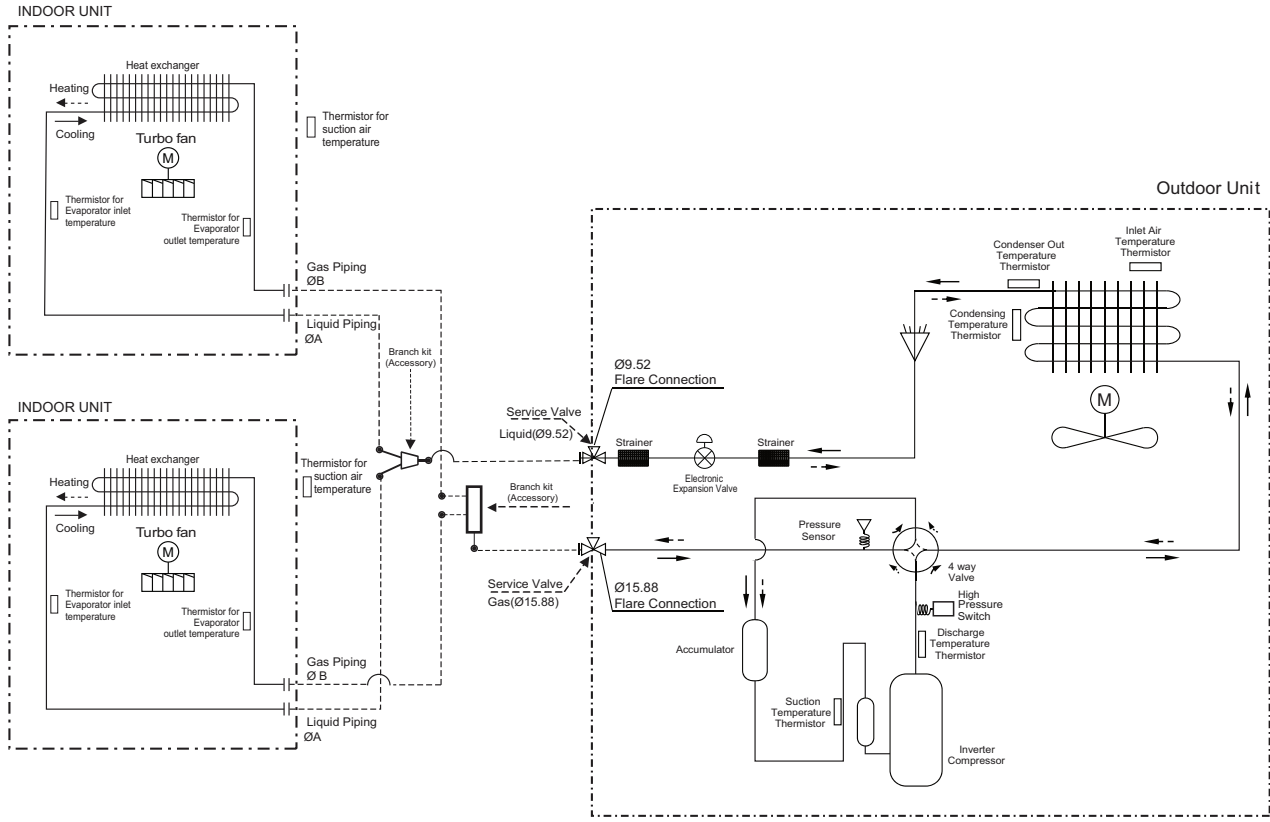 INDOOR UNIT
Heat exchanger
Heating
Cooling
Turbo fan
M
Thermistor for
suction air
temperature
Thermistor for
Evaporator inlet
temperature
Thermistor for
Evaporator
outlet temperature
Gas Piping
ØB
Liquid Piping
ØA
Branch kit
(Accessory)
INDOOR UNIT
Heat exchanger
Heating
Cooling
Turbo fan
M
Thermistor for
suction air
temperature
Thermistor for
Evaporator inlet
temperature
Thermistor for
Evaporator
outlet temperature
Gas Piping
Ø B
Liquid Piping
ØA
Branch kit
(Accessory)
Service Valve
Liquid(Ø9.52)
Service Valve
Gas(Ø15.88)
Outdoor Unit
Ø9.52
Flare Connection
Strainer
Electronic
Expansion Valve
Strainer
Condenser Out
Temperature
Thermistor
Inlet Air
Temperature
Thermistor
Condensing
Temperature
Thermistor
M
Pressure
Sensor
4 way
Valve
Ø15.88
Flare Connection
High
Pressure
Switch
Discharge
Temperature
Thermistor
Accumulator
Suction
Temperature
Thermistor
Inverter
Compressor